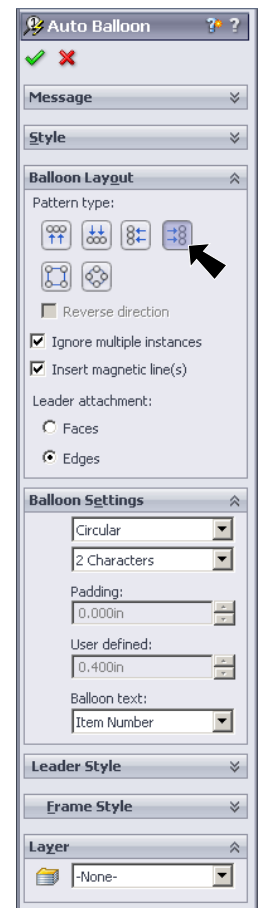 Auto Balloon ? ?
Message
Style
Balloon Layout
Pattern type:
Reverse direction
Ignore multiple instances
Insert magnetic line(s)
Leader attachment:
Faces
Edges
Balloon Settings
Circular
2 Characters
Padding:
0.000in
User defined:
0.400in
Balloon text:
Item Number
Leader Style
Frame Style
Layer
-None-